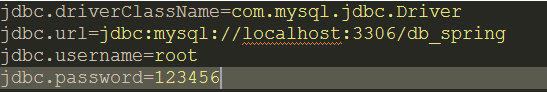 jdbc.driverClassName=com.mysql.jdbc.Driver
jdbc.url=jdbc:mysql://localhost:3306/db_spring
jdbc.username=root
jdbc.password=123456